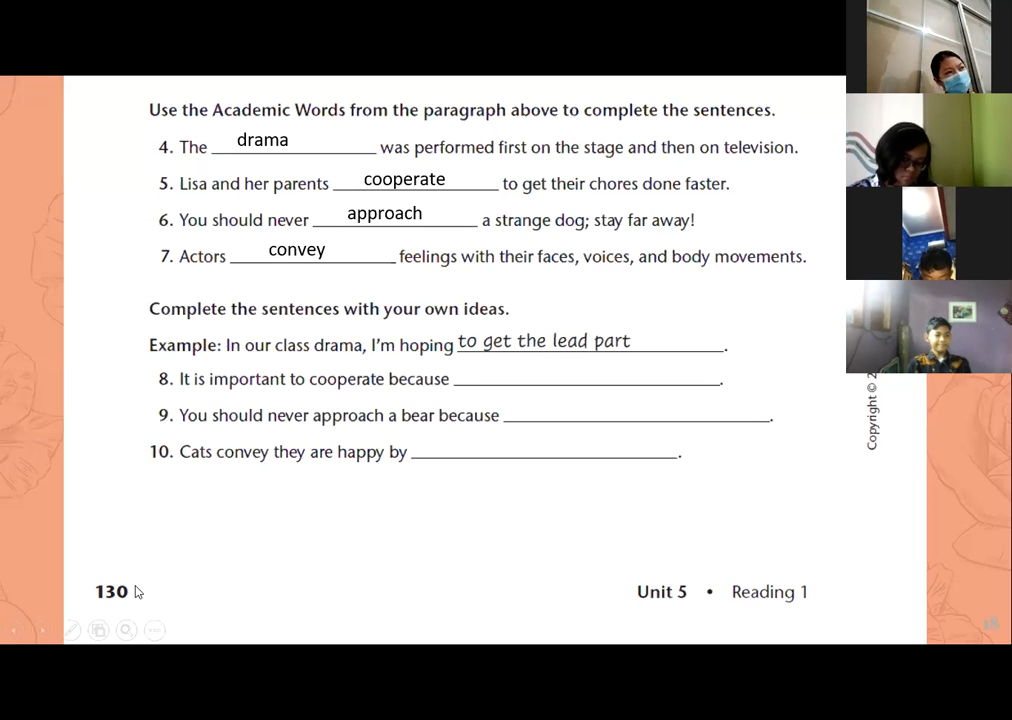 Use the Academic Words from the paragraph above to complete the sentences.
4. The drama was performed first on the stage and then on television.
5. Lisa and her parents cooperate to get their chores done faster.
6. You should never approach a strange dog; stay far away!
7. Actors convey feelings with their faces, voices, and body movements.
Complete the sentences with your own ideas.
Example: In our class drama, I'm hoping to get the lead part.
8. It is important to cooperate because ____________________.
9. You should never approach a bear because ____________________.
10. Cats convey they are happy by ____________________.
Copyright © 2
130
Unit 5 • Reading 1
18